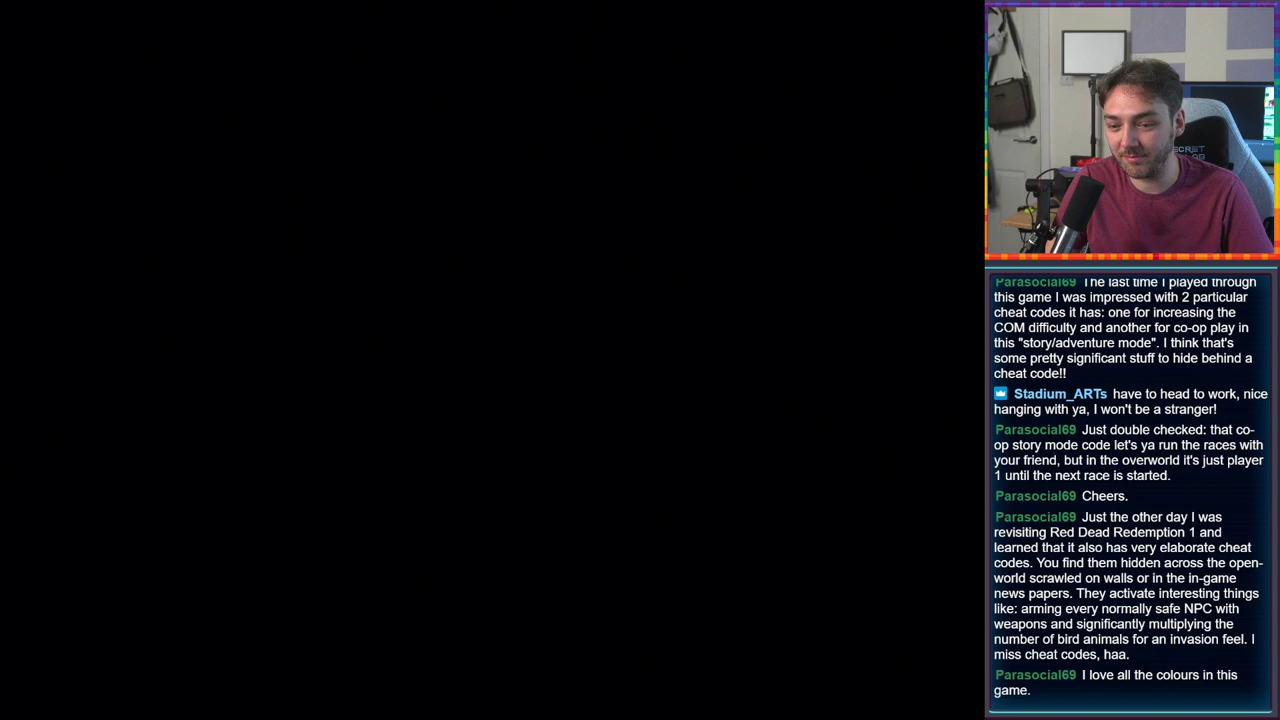 ECRET
Parasocial69 The last time I played through
this game I was impressed with 2 particular
cheat codes it has: one for increasing the
COM difficulty and another for co-op play in
this "story/adventure mode". I think that's
some pretty significant stuff to hide behind a
cheat code!!
Stadium_ARTs have to head to work, nice
hanging with ya, I won't be a stranger!
Parasocial69 Just double checked: that co-
op story mode code let's ya run the races with
your friend, but in the overworld it's just player
1 until the next race is started.
Parasocial69 Cheers.
Parasocial69 Just the other day I was
revisiting Red Dead Redemption 1 and
learned that it also has very elaborate cheat
codes. You find them hidden across the open-
world scrawled on walls or in the in-game
news papers. They activate interesting things
like: arming every normally safe NPC with
weapons and significantly multiplying the
number of bird animals for an invasion feel. I
miss cheat codes, haa.
Parasocial69 I love all the colours in this
game.